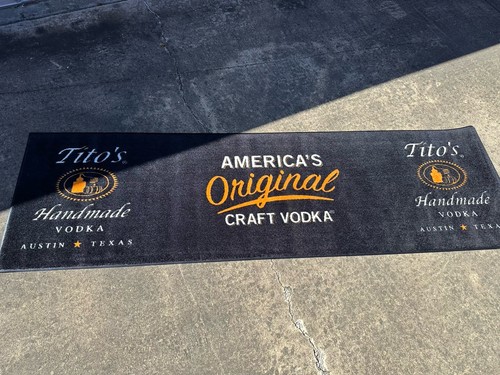 Tito's
Handmade
VODKA
AUSTIN ★ TEXAS
AMERICA'S
Original
CRAFT VODKA
Tito's
Handmade
VODKA
AUSTIN ★ TEXAS